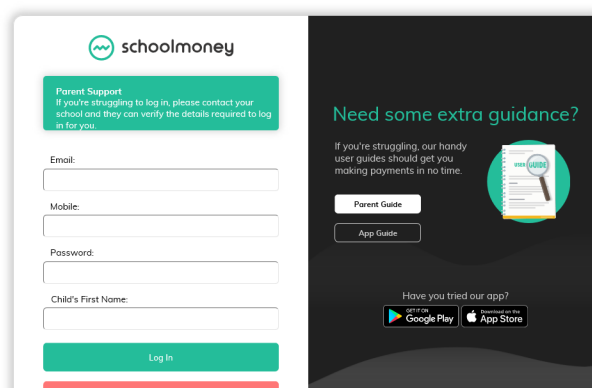 schoolmoney
Parent Support
If you're struggling to log in, please contact your
school and they can verify the details required to log
in for you.
Email:
Mobile:
Password:
Child's First Name:
Log In
Need some extra guidance?
If you're struggling, our handy
user guides should get you
making payments in no time.
USER GUIDE
Parent Guide
App Guide
Have you tried our app?
GET IT ON
Google Play
Download on the
App Store